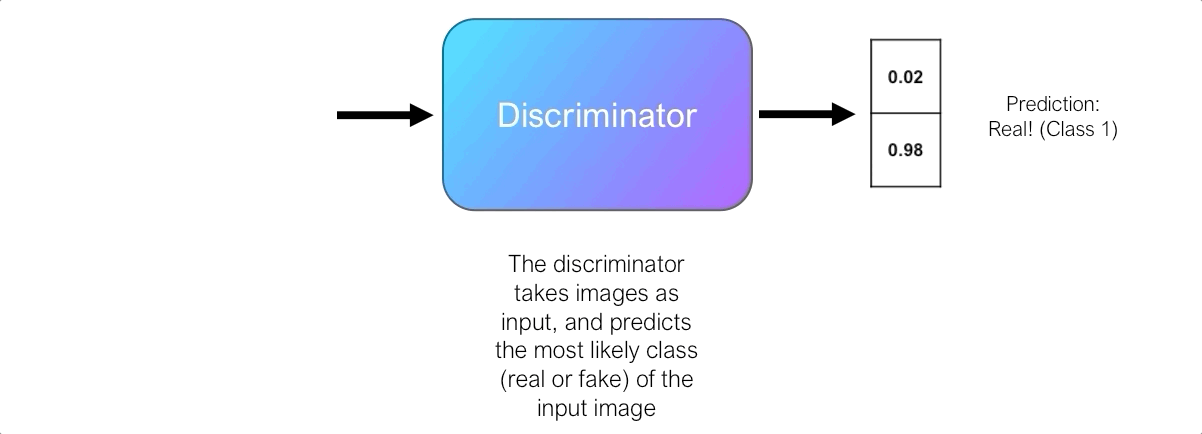 Discriminator
0.02
0.98
Prediction:
Real! (Class 1)
The discriminator
takes images as
input, and predicts
the most likely class
(real or fake) of the
input image